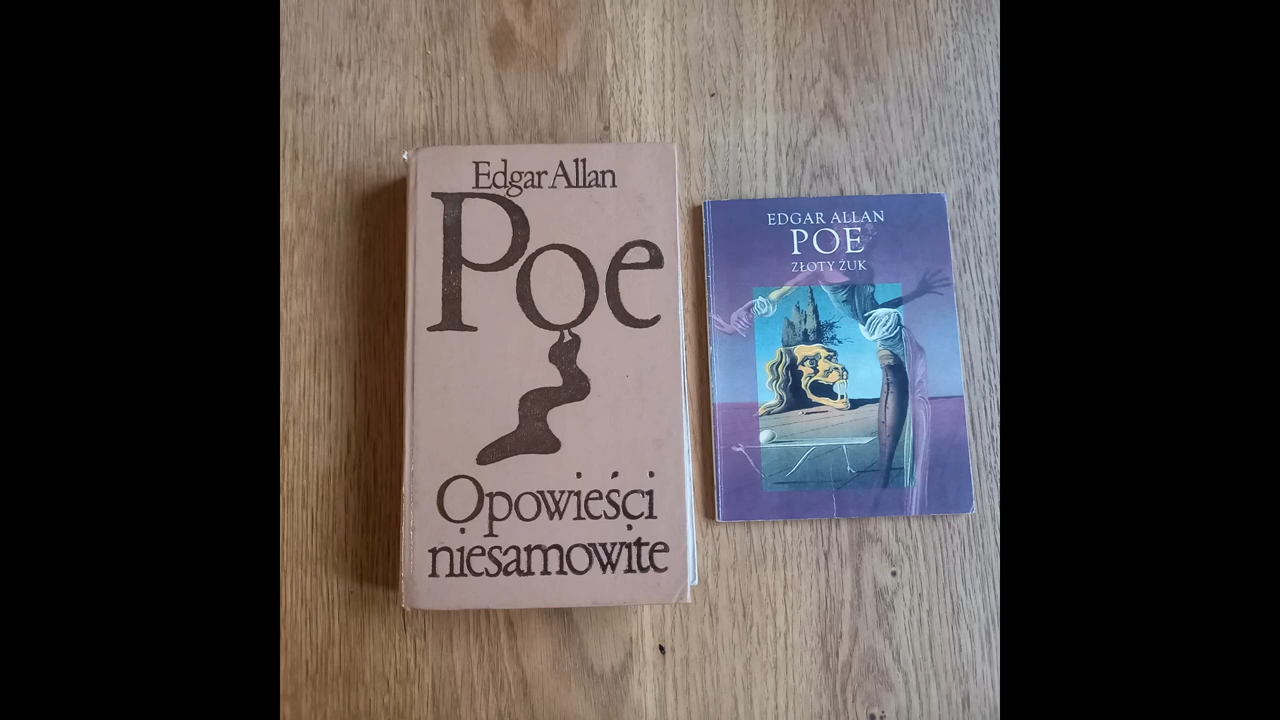 Edgar Allan
Poe
Opowieści
niesamowite
EDGAR ALLAN
POE
ZŁOTY ŻUK